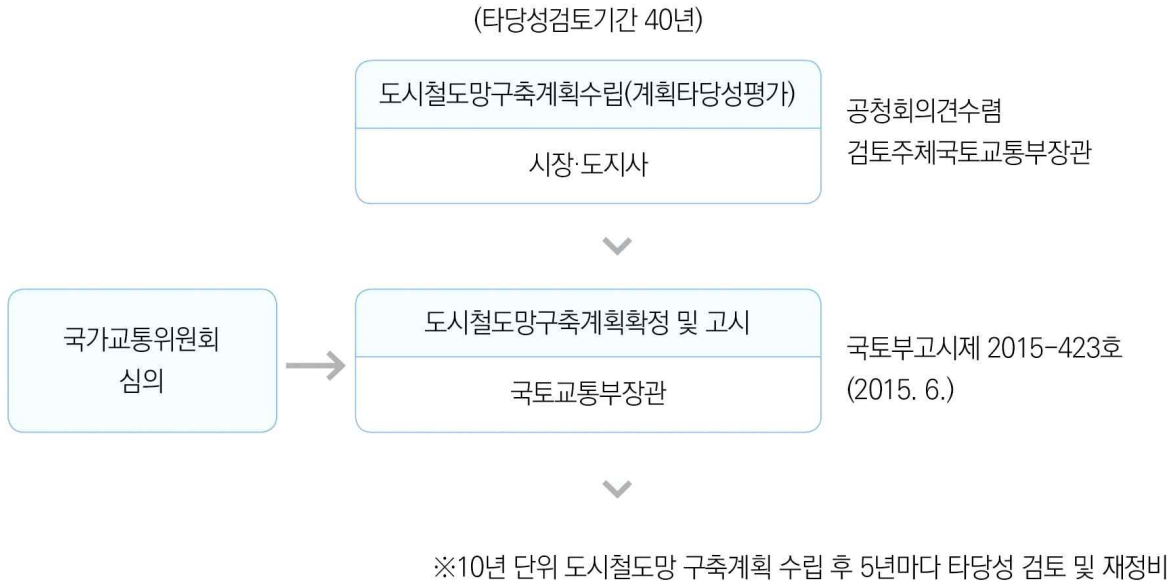 (타당성검토기간 40년)
도시철도망구축계획수립(계획타당성평가)
시장·도지사
공청회의견수렴
검토주체국토교통부장관
국가교통위원회
심의
도시철도망구축계획확정 및 고시
국토교통부장관
국토부고시제 2015-423호
(2015. 6.)
※10년 단위 도시철도망 구축계획 수립 후 5년마다 타당성 검토 및 재정비